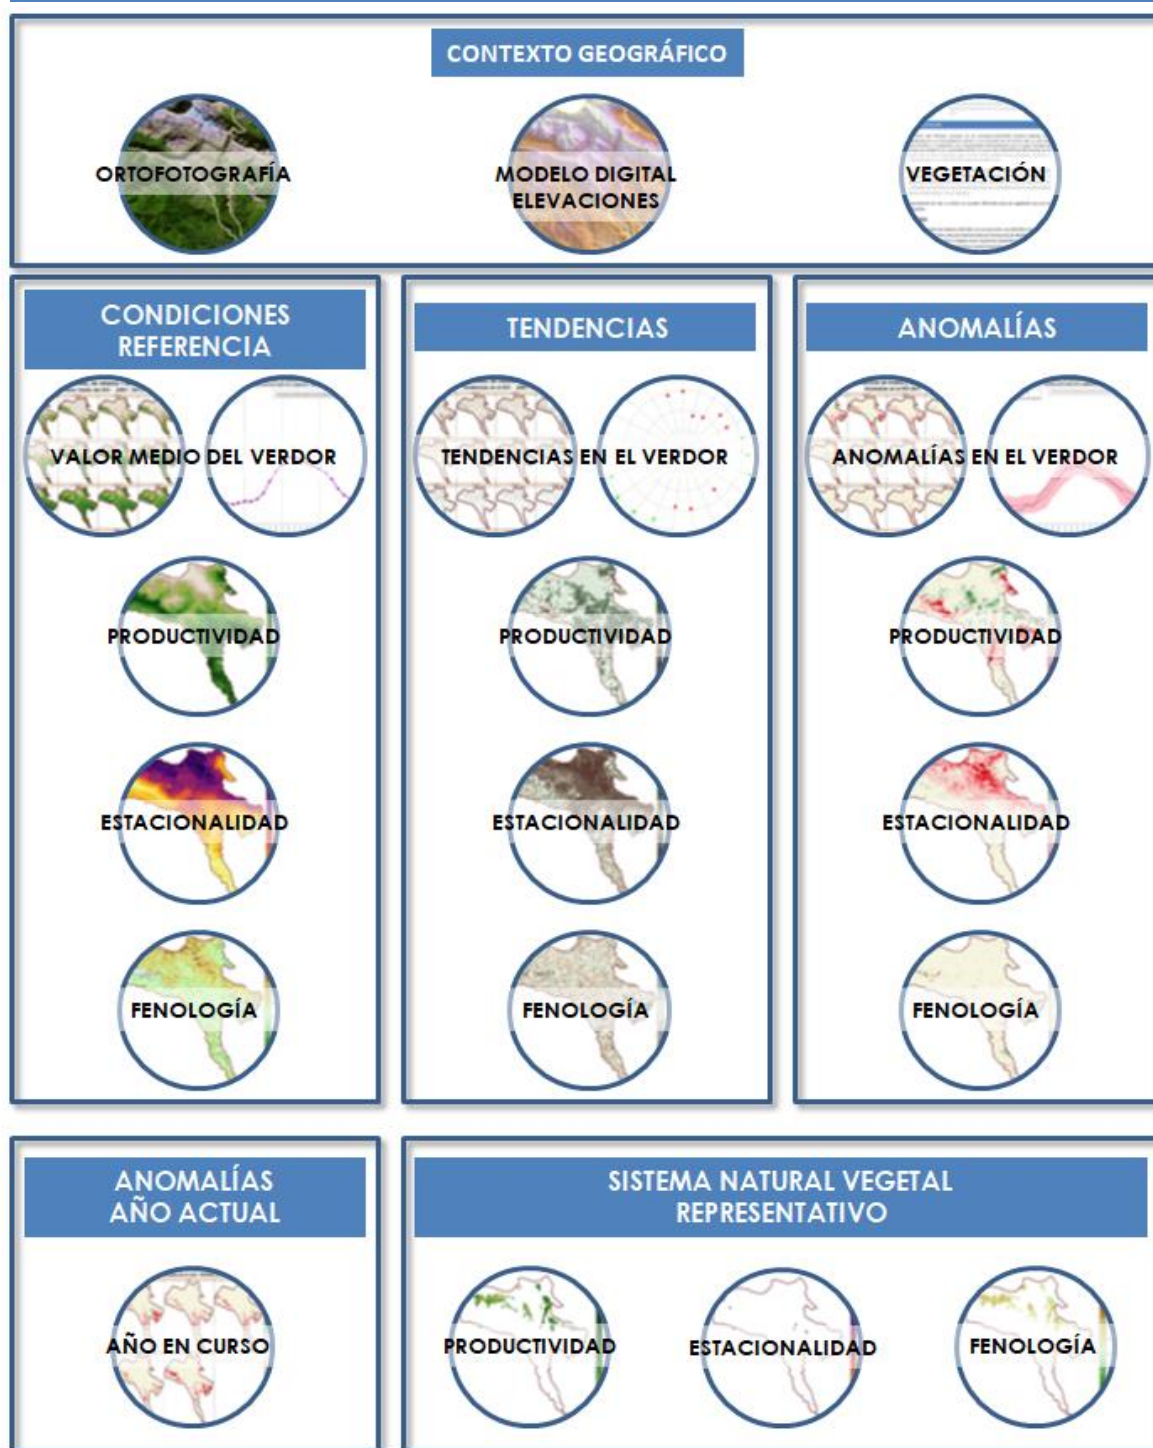 CONTEXTO GEOGRÁFICO
ORTOFOTOGRAFÍA
MODELO DIGITAL
ELEVACIONES
VEGETACIÓN
CONDICIONES
REFERENCIA
VALOR MEDIO DEL VERDOR
PRODUCTIVIDAD
ESTACIONALIDAD
FENOLOGÍA
TENDENCIAS
TENDENCIAS EN EL VERDOR
PRODUCTIVIDAD
ESTACIONALIDAD
FENOLOGÍA
ANOMALÍAS
ANOMALÍAS EN EL VERDOR
PRODUCTIVIDAD
ESTACIONALIDAD
FENOLOGÍA
ANOMALÍAS
AÑO ACTUAL
AÑO EN CURSO
SISTEMA NATURAL VEGETAL
REPRESENTATIVO
PRODUCTIVIDAD
ESTACIONALIDAD
FENOLOGÍA